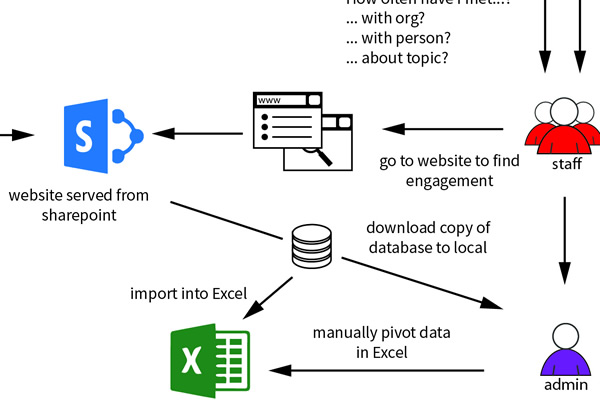 How often have I met...?
... with org?
... with person?
... about topic?
www
S
go to website to find
engagement
staff
website served from
sharepoint
download copy of
database to local
import into Excel
manually pivot data
in Excel
X
admin